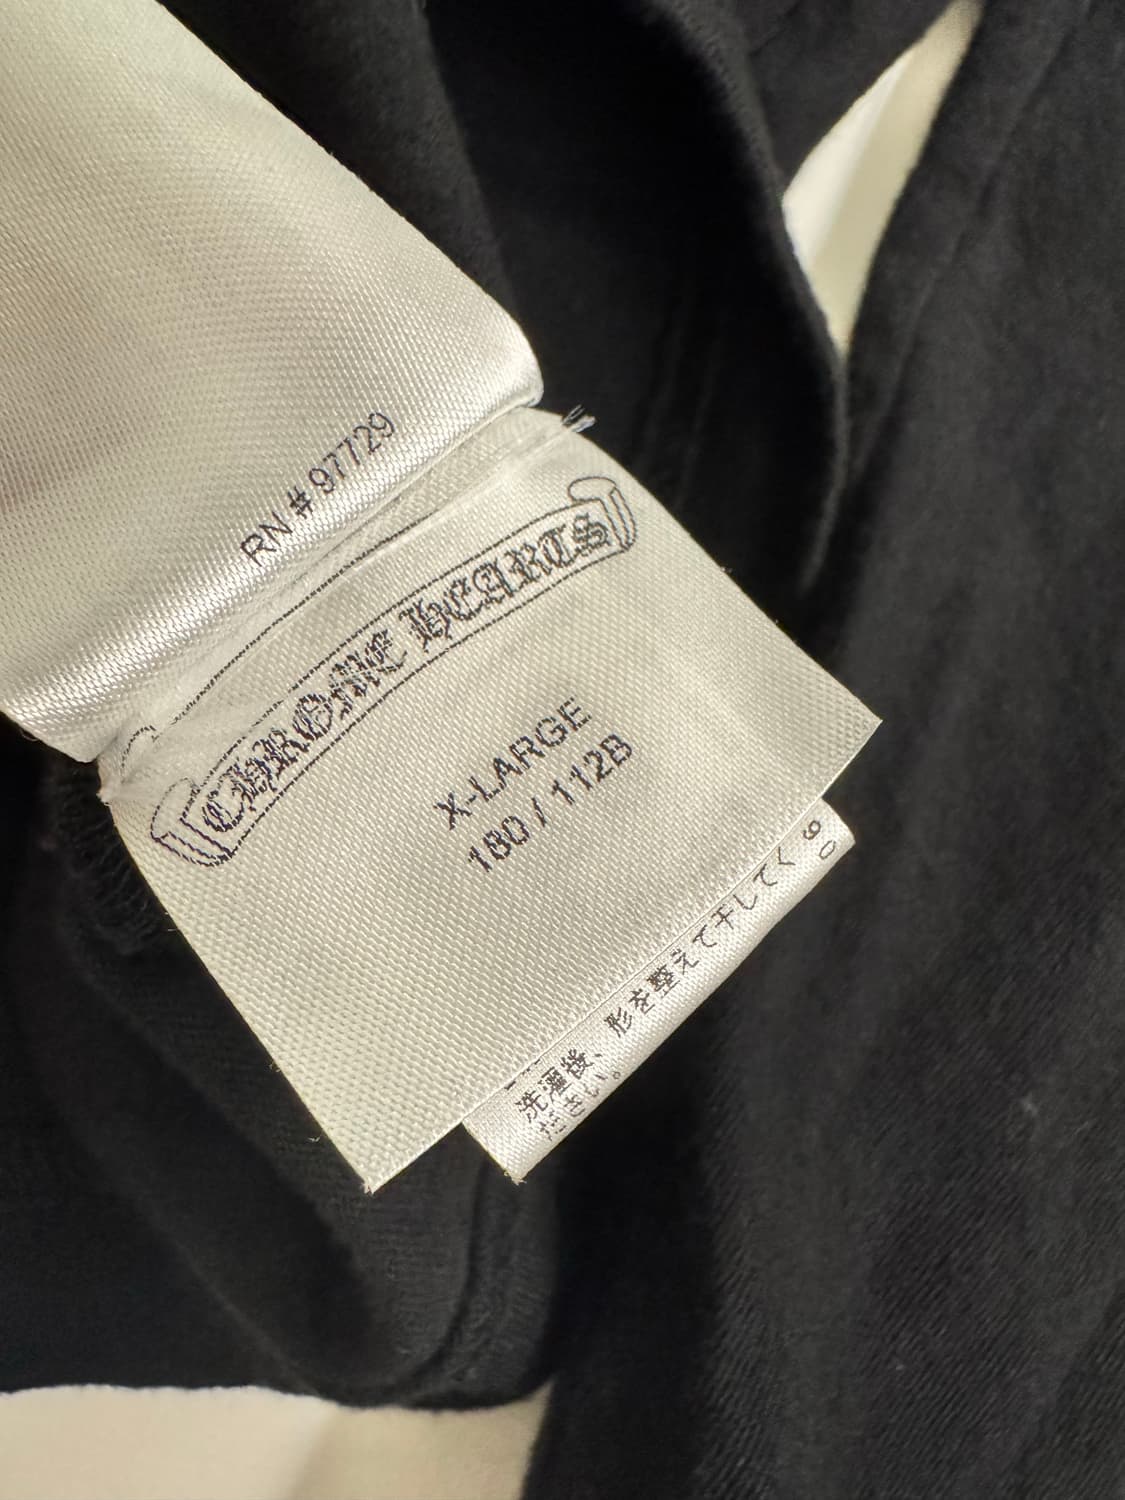 RN # 97729
CHROME HEARTS
X-LARGE
180 / 112B
洗濯後、形を整えて干してく
ださい。